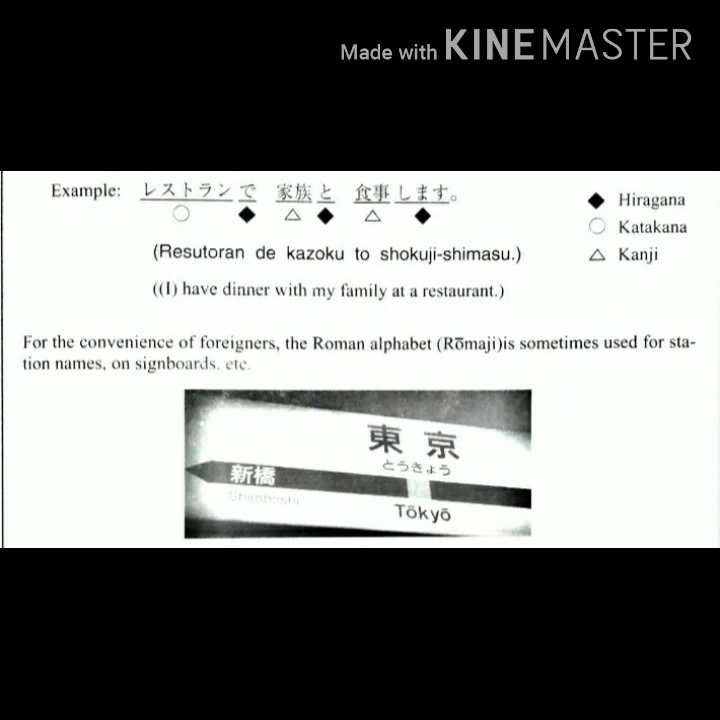 Made with KINEMASTER
Example: レストランで 家族と 食事します。
○ ◆ △ ◆ △ ◆
◆ Hiragana
○ Katakana
△ Kanji
(Resutoran de kazoku to shokuji-shimasu.)
((I) have dinner with my family at a restaurant.)
For the convenience of foreigners, the Roman alphabet (Rōmaji)is sometimes used for sta-
tion names, on signboards, etc.
東京
とうきょう
新橋
Shimbashi
Tōkyō